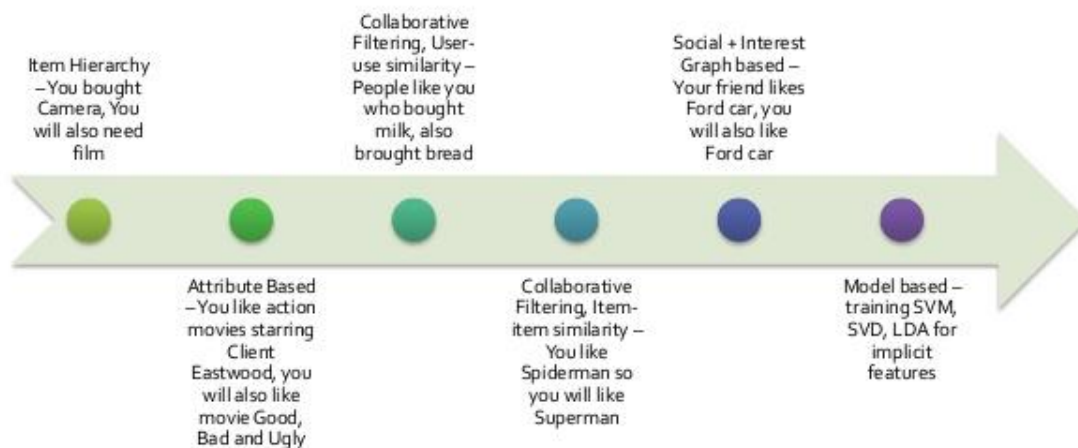 Item Hierarchy
– You bought
Camera, You
will also need
film
Attribute Based
– You like action
movies starring
Client
Eastwood, you
will also like
movie Good,
Bad and Ugly
Collaborative
Filtering, User-
use similarity –
People like you
who bought
milk, also
brought bread
Collaborative
Filtering, Item-
item similarity –
You like
Spiderman so
you will like
Superman
Social + Interest
Graph based –
Your friend likes
Ford car, you
will also like
Ford car
Model based –
training SVM,
SVD, LDA for
implicit
features